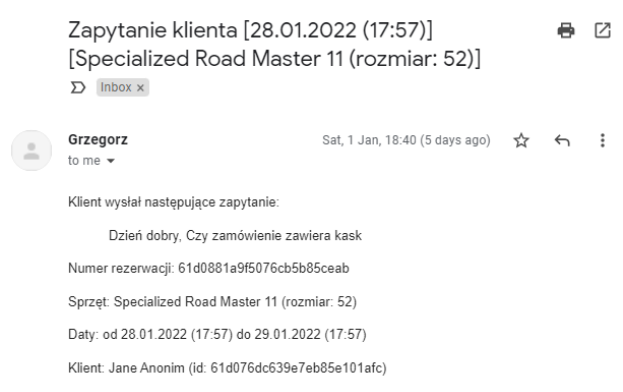 Zapytanie klienta [28.01.2022 (17:57)]
[Specialized Road Master 11 (rozmiar: 52)]
Inbox x
Grzegorz
Sat, 1 Jan, 18:40 (5 days ago)
to me
Klient wysłał następujące zapytanie:
Dzień dobry, Czy zamówienie zawiera kask
Numer rezerwacji: 61d0881a9f5076cb5b85ceab
Sprzęt: Specialized Road Master 11 (rozmiar: 52)
Daty: od 28.01.2022 (17:57) do 29.01.2022 (17:57)
Klient: Jane Anonim (id: 61d076dc639e7eb85e101afc)